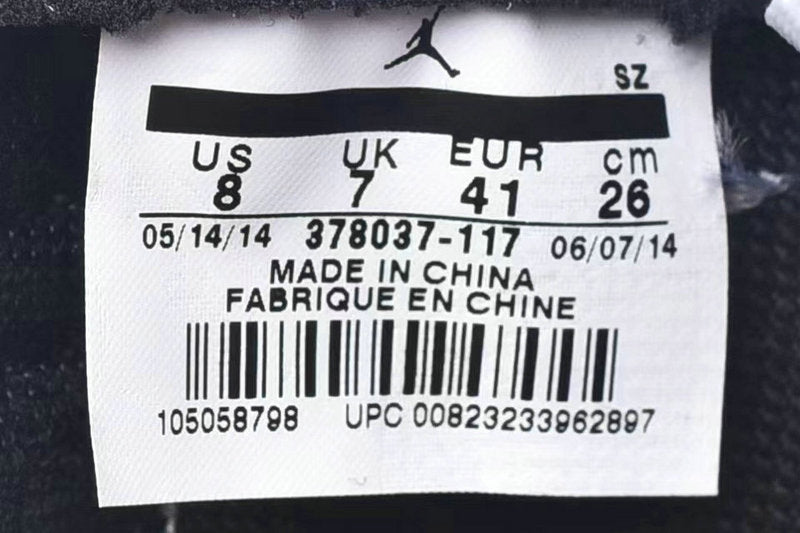 SZ
US UK EUR cm
8 7 41 26
05/14/14 378037-117 06/07/14
MADE IN CHINA
FABRIQUE EN CHINE
105058798 UPC 00823233962897